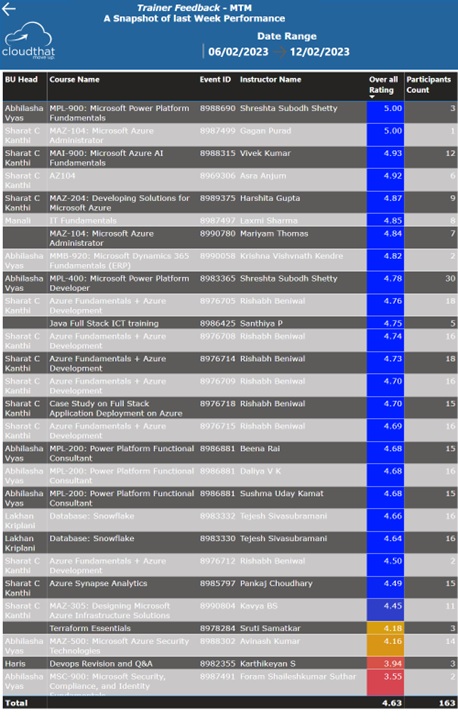 Trainer Feedback - MTM
A Snapshot of last Week Performance
Date Range
06/02/2023 12/02/2023
cloudthat
move up
BU Head Course Name Event ID Instructor Name Over all Rating Participants Count
Abhilasha Vyas MPL-900: Microsoft Power Platform Fundamentals 8988690 Shreshta Subodh Shetty 5.00 3
Sharat C Kanthi MAZ-104: Microsoft Azure Administrator 8987499 Gagan Purad 5.00 1
Sharat C Kanthi MAI-900: Microsoft Azure AI Fundamentals 8988315 Vivek Kumar 4.93 12
Sharat C Kanthi AZ104 8969306 Asra Anjum 4.92 6
Sharat C Kanthi MAZ-204: Developing Solutions for Microsoft Azure 8989375 Harshita Gupta 4.87 9
Manali IT Fundamentals 8987497 Laxmi Sharma 4.85 8
MAZ-104: Microsoft Azure Administrator 8990780 Mariyam Thomas 4.84 7
Abhilasha Vyas MMB-920: Microsoft Dynamics 365 Fundamentals (ERP) 8990058 Krishna Vishvnath Kendre 4.82 2
Abhilasha Vyas MPL-400: Microsoft Power Platform Developer 8983365 Shreshta Subodh Shetty 4.78 30
Sharat C Kanthi Azure Fundamentals + Azure Development 8976705 Rishabh Beniwal 4.76 18
Java Full Stack ICT training 8986425 Santhiya P 4.75 5
Sharat C Kanthi Azure Fundamentals + Azure Development 8976708 Rishabh Beniwal 4.74 16
Sharat C Kanthi Azure Fundamentals + Azure Development 8976714 Rishabh Beniwal 4.73 18
Sharat C Kanthi Azure Fundamentals + Azure Development 8976709 Rishabh Beniwal 4.70 16
Sharat C Kanthi Case Study on Full Stack Application Deployment on Azure 8976718 Rishabh Beniwal 4.70 15
Sharat C Kanthi Azure Fundamentals + Azure Development 8976715 Rishabh Beniwal 4.69 16
Abhilasha Vyas MPL-200: Power Platform Functional Consultant 8986881 Beena Rai 4.68 15
Abhilasha Vyas MPL-200: Power Platform Functional Consultant 8986881 Daliya V K 4.68 16
Abhilasha Vyas MPL-200: Power Platform Functional Consultant 8986881 Sushma Uday Kamat 4.68 15
Lakhan Kriplani Database: Snowflake 8983332 Tejesh Sivasubramani 4.66 16
Lakhan Kriplani Database: Snowflake 8983330 Tejesh Sivasubramani 4.64 16
Sharat C Kanthi Azure Fundamentals + Azure Development 8976712 Rishabh Beniwal 4.50 2
Sharat C Kanthi Azure Synapse Analytics 8985797 Pankaj Choudhary 4.49 15
Sharat C Kanthi MAZ-305: Designing Microsoft Azure Infrastructure Solutions 8990804 Kavya BS 4.45 11
Terraform Essentials 8978284 Sruti Samatkar 4.18 3
Abhilasha Vyas MAZ-500: Microsoft Azure Security Technologies 8988302 Avinash Kumar 4.16 14
Haris Devops Revision and Q&A 8982355 Karthikeyan S 3.94 3
Abhilasha Vyas MSC-900: Microsoft Security, Compliance, and Identity Fundamentals 8987491 Foram Shaileshkumar Suthar 3.55 2
Total 4.63 163